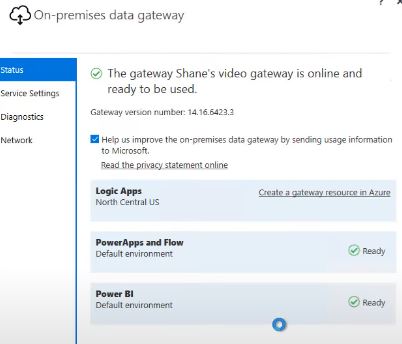 On-premises data gateway
?
Status
Service Settings
Diagnostics
Network
The gateway Shane's video gateway is online and
ready to be used.
Gateway version number: 14.16.6423.3
Help us improve the on-premises data gateway by sending usage information
to Microsoft.
Read the privacy statement online
Logic Apps
North Central US
Create a gateway resource in Azure
PowerApps and Flow
Default environment
Ready
Power BI
Default environment
Ready